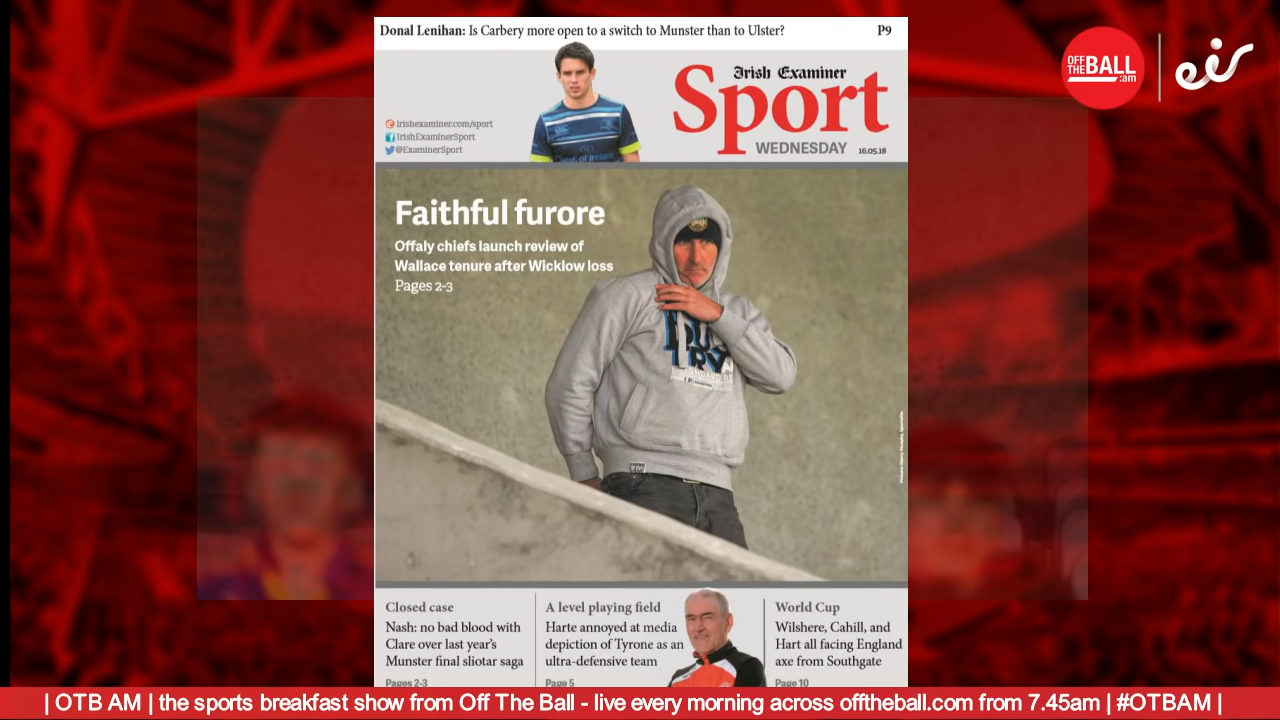 Donal Lenihan: Is Carbery more open to a switch to Munster than to Ulster? P9
Irish Examiner
Sport
WEDNESDAY 16.05.18
irishexaminer.com/sport
IrishExaminerSport
@ExaminerSport
OFF THE BALL :am
eir
Faithful furore
Offaly chiefs launch review of
Wallace tenure after Wicklow loss
Pages 2-3
Closed case
Nash: no bad blood with
Clare over last year's
Munster final sliotar saga
Pages 2-3
A level playing field
Harte annoyed at media
depiction of Tyrone as an
ultra-defensive team
Page 5
World Cup
Wilshere, Cahill, and
Hart all facing England
axe from Southgate
Page 10
| OTB AM | the sports breakfast show from Off The Ball - live every morning across offtheball.com from 7.45am | #OTBAM |